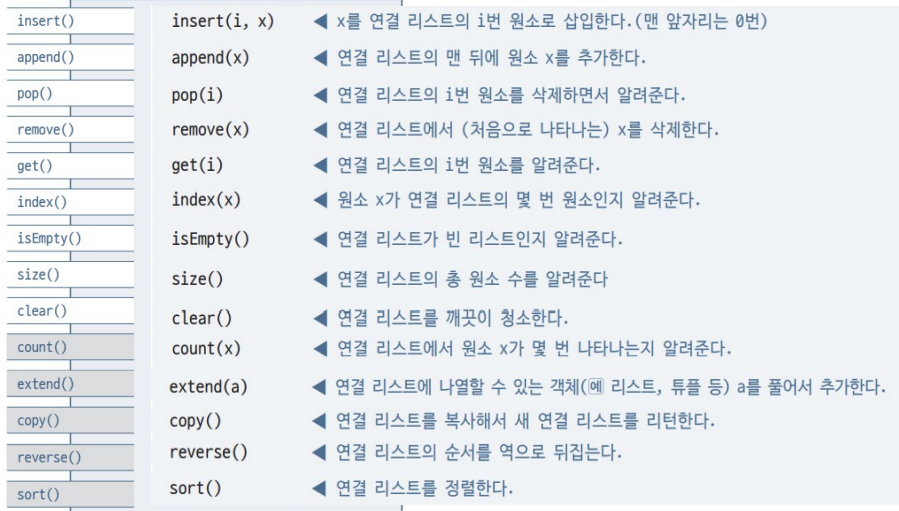 insert() insert(i, x) ◀ x를 연결 리스트의 i번 원소로 삽입한다.(맨 앞자리는 0번)
append() append(x) ◀ 연결 리스트의 맨 뒤에 원소 x를 추가한다.
pop() pop(i) ◀ 연결 리스트의 i번 원소를 삭제하면서 알려준다.
remove() remove(x) ◀ 연결 리스트에서 (처음으로 나타나는) x를 삭제한다.
get() get(i) ◀ 연결 리스트의 i번 원소를 알려준다.
index() index(x) ◀ 원소 x가 연결 리스트의 몇 번 원소인지 알려준다.
isEmpty() isEmpty() ◀ 연결 리스트가 빈 리스트인지 알려준다.
size() size() ◀ 연결 리스트의 총 원소 수를 알려준다
clear() clear() ◀ 연결 리스트를 깨끗이 청소한다.
count() count(x) ◀ 연결 리스트에서 원소 x가 몇 번 나타나는지 알려준다.
extend() extend(a) ◀ 연결 리스트에 나열할 수 있는 객체(예 리스트, 튜플 등) a를 풀어서 추가한다.
copy() copy() ◀ 연결 리스트를 복사해서 새 연결 리스트를 리턴한다.
reverse() reverse() ◀ 연결 리스트의 순서를 역으로 뒤집는다.
sort() sort() ◀ 연결 리스트를 정렬한다.